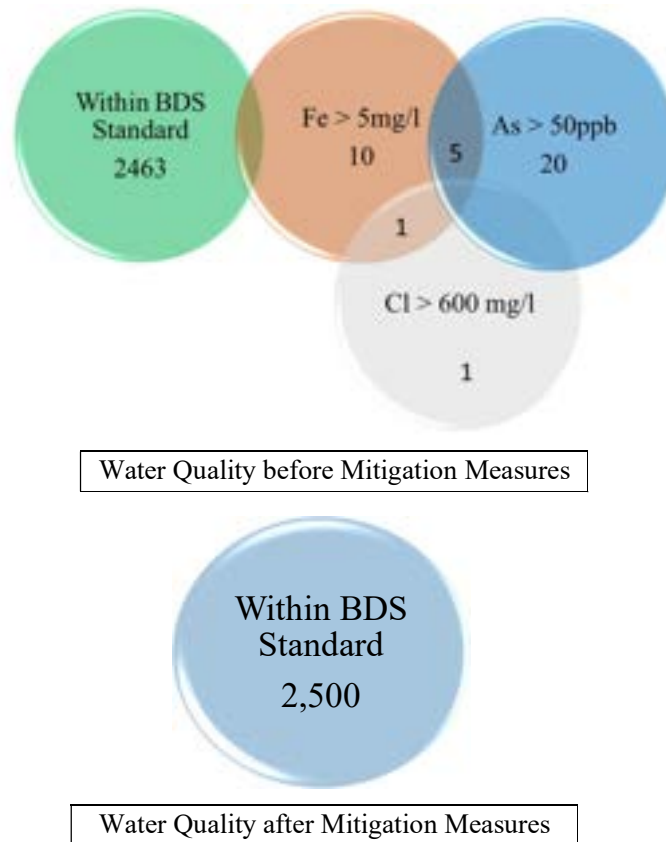 Within BDS
Standard
2463
Fe > 5mg/l
10
5
As > 50ppb
20
1
Cl > 600 mg/l
1
Water Quality before Mitigation Measures
Within BDS
Standard
2,500
Water Quality after Mitigation Measures